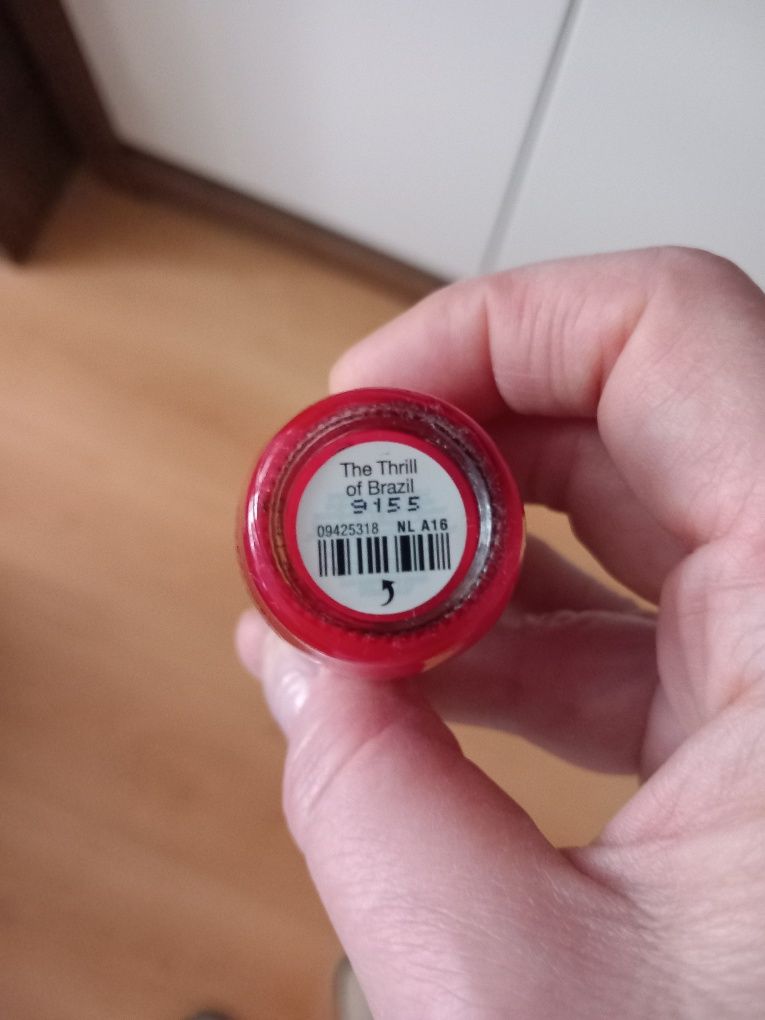 The Thrill
of Brazil
9155
09425318 NL A16